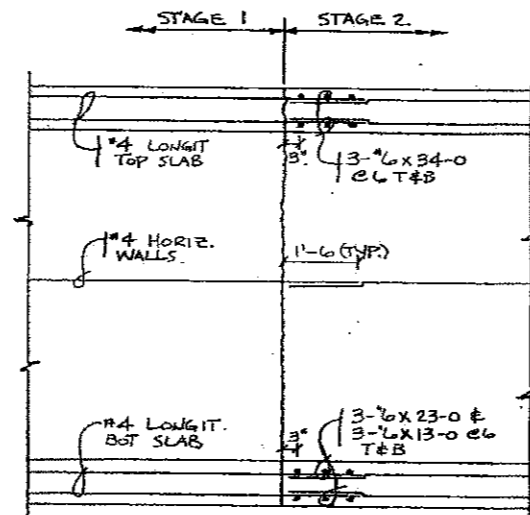 STAGE 1
STAGE 2
#4 LONGIT
TOP SLAB
3"
3-#6 x 34-0
@6 T&B
#4 HORIZ.
WALLS.
1'-6 (TYP.)
#4 LONGIT.
BOT SLAB
3"
3-#6 x 23-0 &
3-#6 x 13-0 @6
T&B